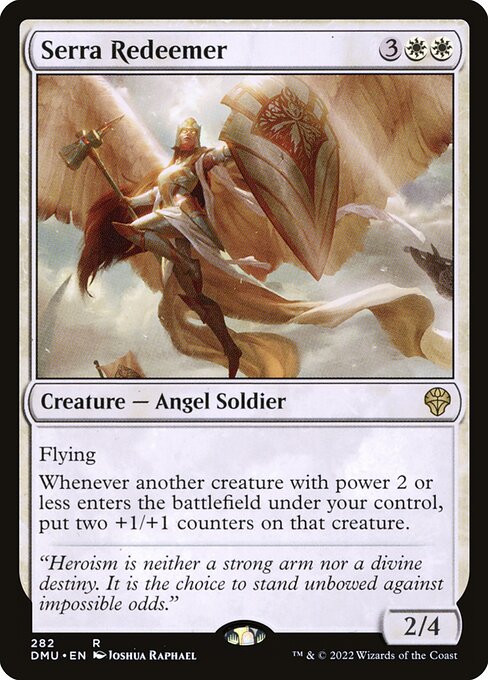 Serra Redeemer 3
Creature — Angel Soldier
Flying
Whenever another creature with power 2 or
less enters the battlefield under your control,
put two +1/+1 counters on that creature.
“Heroism is neither a strong arm nor a divine
destiny. It is the choice to stand unbowed against
impossible odds.”
2/4
282 R
DMU • EN Joshua Raphael
™ & © 2022 Wizards of the Coast